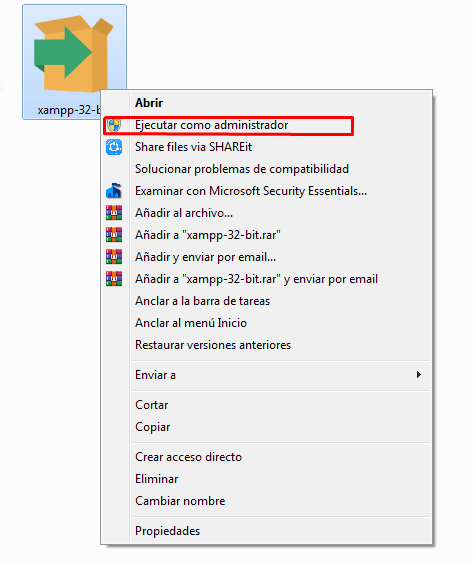 xampp-32-b
Abrir
Ejecutar como administrador
Share files via SHAREit
Solucionar problemas de compatibilidad
Examinar con Microsoft Security Essentials...
Añadir al archivo...
Añadir a "xampp-32-bit.rar"
Añadir y enviar por email...
Añadir a "xampp-32-bit.rar" y enviar por email
Anclar a la barra de tareas
Anclar al menú Inicio
Restaurar versiones anteriores
Enviar a
Cortar
Copiar
Crear acceso directo
Eliminar
Cambiar nombre
Propiedades